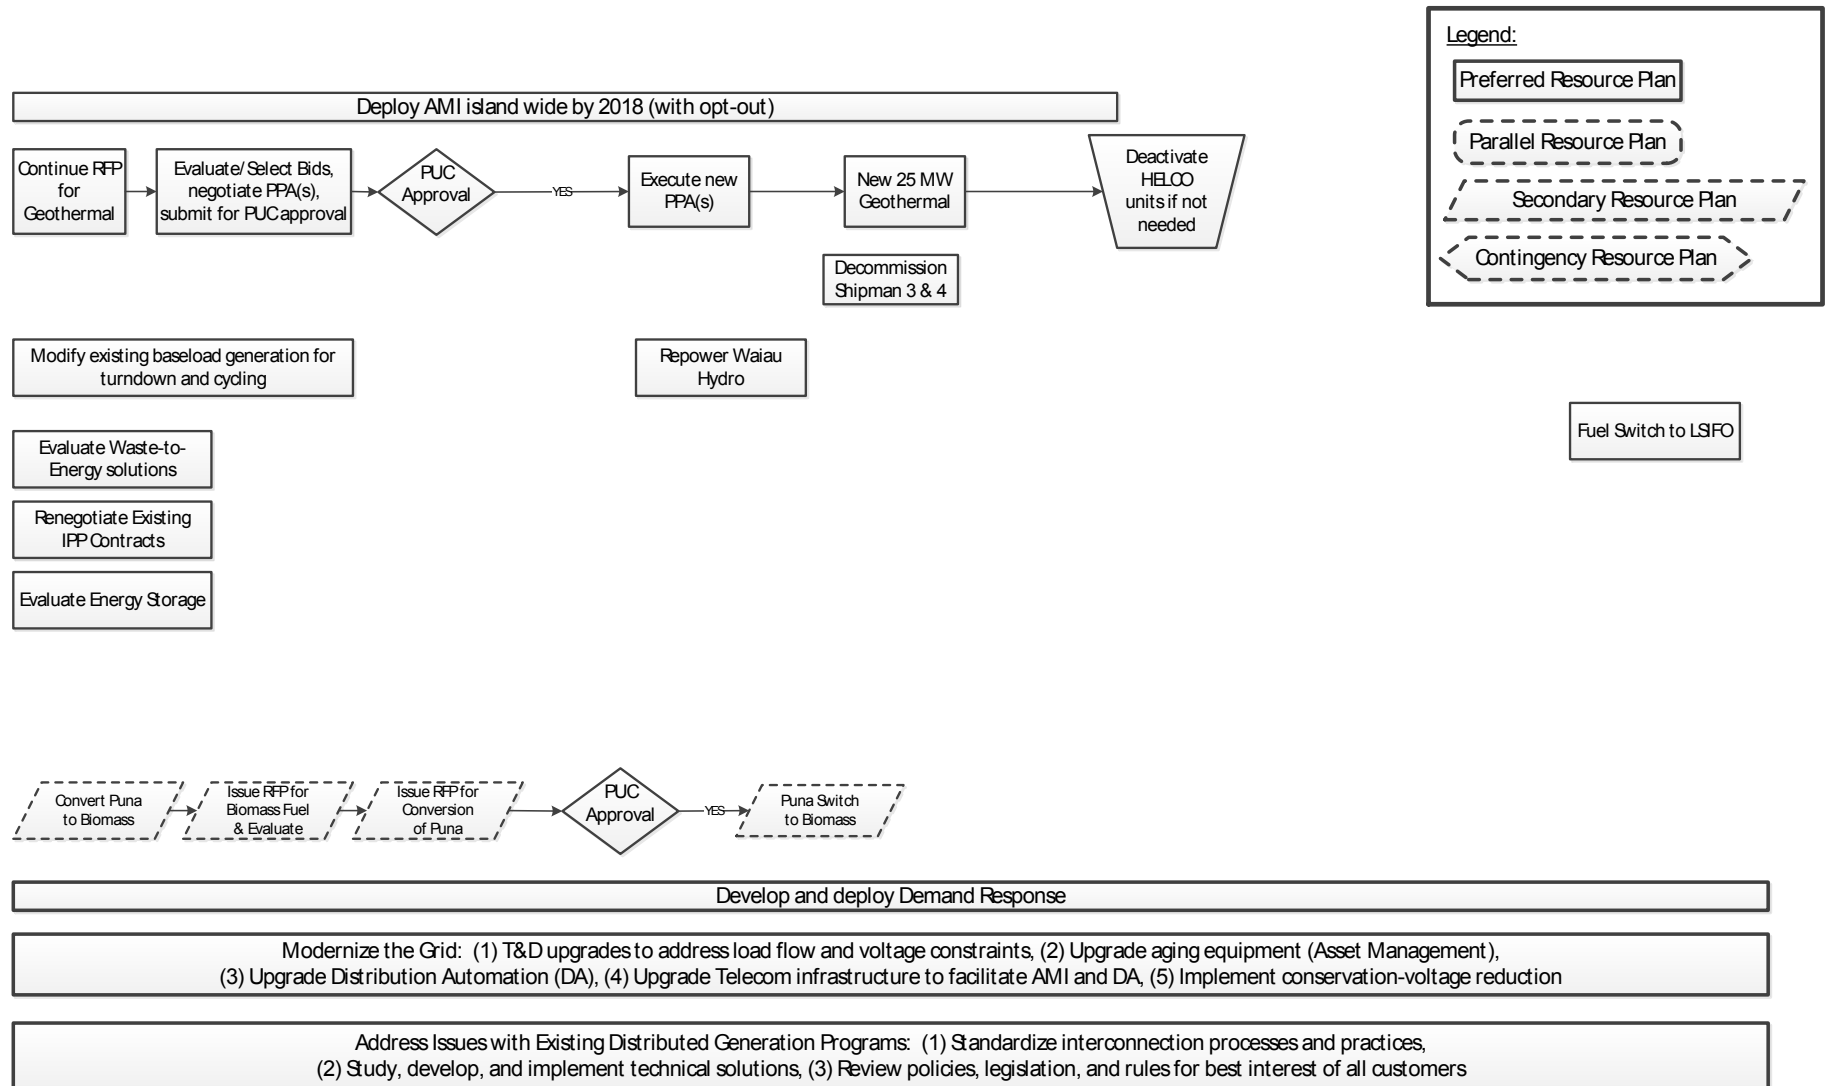 Legend:
Preferred Resource Plan
Parallel Resource Plan
Secondary Resource Plan
Contingency Resource Plan
Deploy AMI island wide by 2018 (with opt-out)
Continue RFP
for
Geothermal
Evaluate/Select Bids,
negotiate PPA(s),
submit for PUC approval
PUC
Approval
YES
Execute new
PPA(s)
New 25 MW
Geothermal
Deactivate
HELCO
units if not
needed
Decommission
Shipman 3 & 4
Modify existing baseload generation for
turndown and cycling
Repower Waiau
Hydro
Fuel Switch to LSIFO
Evaluate Waste-to-
Energy solutions
Renegotiate Existing
IPP Contracts
Evaluate Energy Storage
Convert Puna
to Biomass
Issue RFP for
Biomass Fuel
& Evaluate
Issue RFP for
Conversion
of Puna
PUC
Approval
YES
Puna Switch
to Biomass
Develop and deploy Demand Response
Modernize the Grid: (1) T&D upgrades to address load flow and voltage constraints, (2) Upgrade aging equipment (Asset Management),
(3) Upgrade Distribution Automation (DA), (4) Upgrade Telecom infrastructure to facilitate AMI and DA, (5) Implement conservation-voltage reduction
Address Issues with Existing Distributed Generation Programs: (1) Standardize interconnection processes and practices,
(2) Study, develop, and implement technical solutions, (3) Review policies, legislation, and rules for best interest of all customers